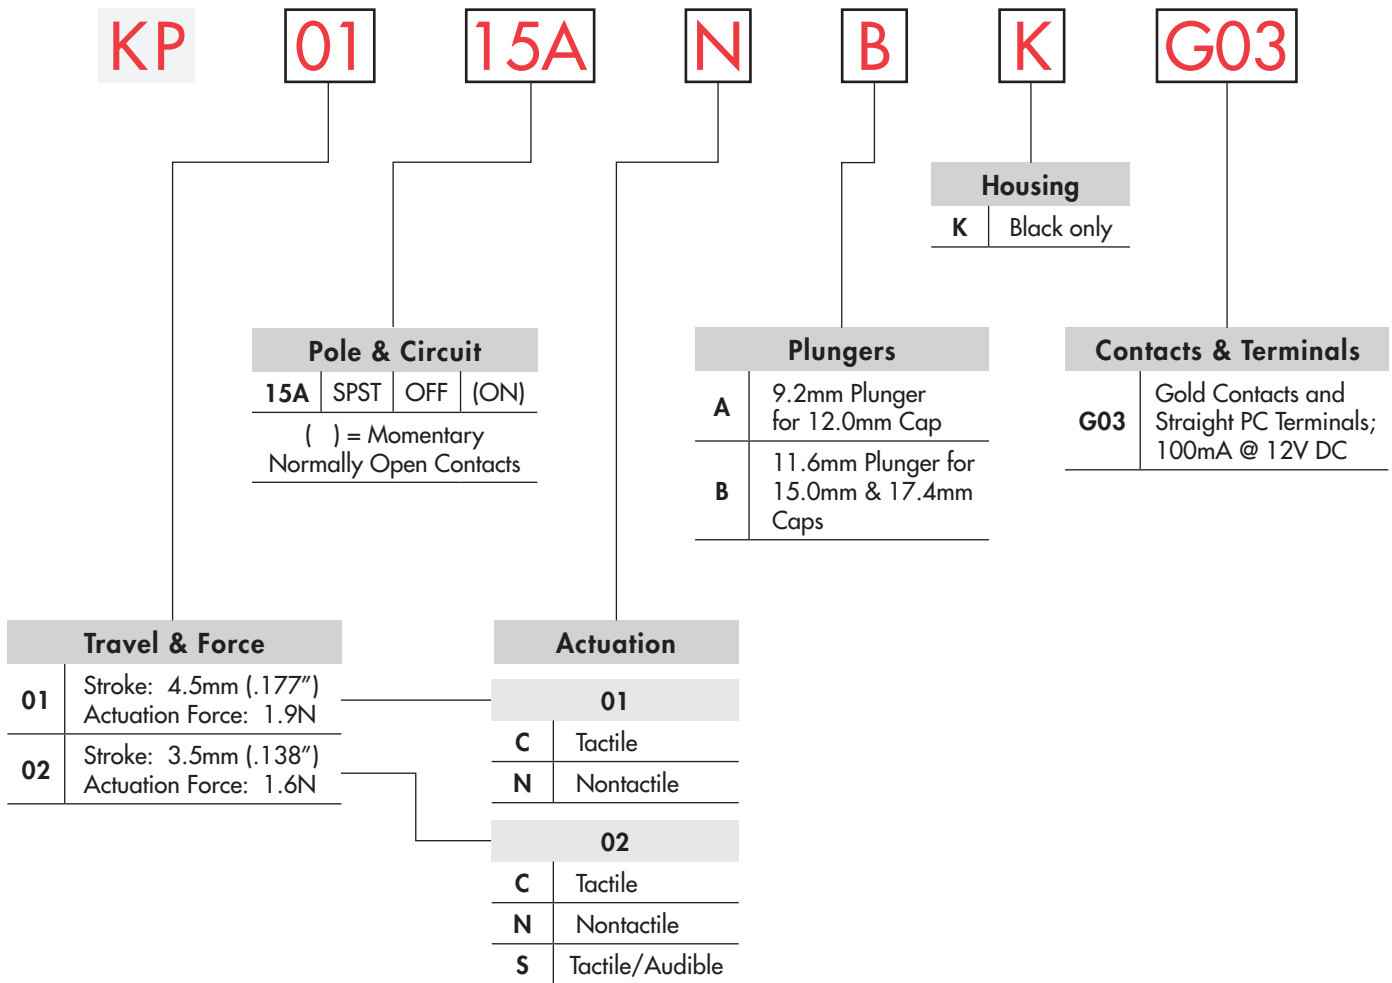 KP 01 15A N B K G03
Housing
K Black only
Pole & Circuit
15A SPST OFF (ON)
( ) = Momentary
Normally Open Contacts
Plungers
A 9.2mm Plunger
for 12.0mm Cap
B 11.6mm Plunger for
15.0mm & 17.4mm
Caps
Contacts & Terminals
G03 Gold Contacts and
Straight PC Terminals;
100mA @ 12V DC
Travel & Force
01 Stroke: 4.5mm (.177”)
Actuation Force: 1.9N
02 Stroke: 3.5mm (.138”)
Actuation Force: 1.6N
Actuation
01
C Tactile
N Nontactile
02
C Tactile
N Nontactile
S Tactile/Audible